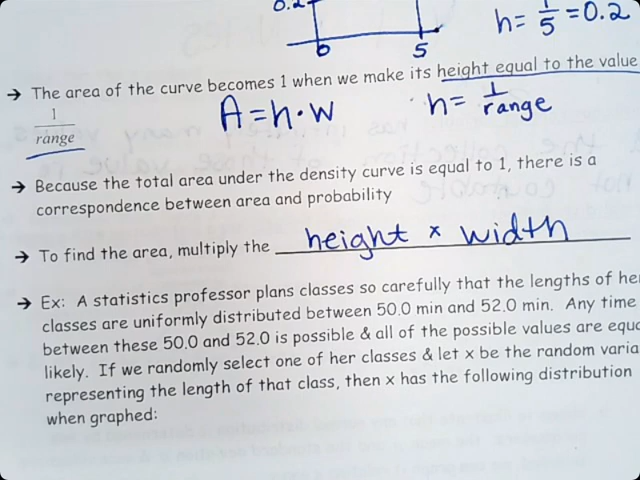 0.2
h = 1/5 = 0.2
0 5
→ The area of the curve becomes 1 when we make its height equal to the value
1/range
A = h · w h = 1/range
→ Because the total area under the density curve is equal to 1, there is a
correspondence between area and probability
→ To find the area, multiply the height x width
→ Ex: A statistics professor plans classes so carefully that the lengths of her
classes are uniformly distributed between 50.0 min and 52.0 min. Any time
between these 50.0 and 52.0 is possible & all of the possible values are equa
likely. If we randomly select one of her classes & let x be the random varia
representing the length of that class, then x has the following distribution
when graphed: